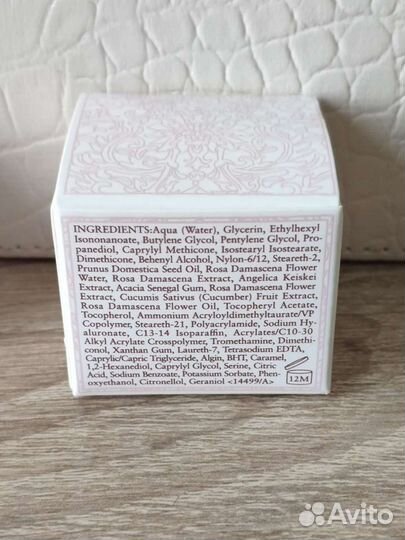 INGREDIENTS:Aqua (Water), Glycerin, Ethylhexyl
Isononanoate, Butylene Glycol, Pentylene Glycol, Pro-
panediol, Caprylyl Methicone, Isostearyl Isostearate,
Dimethicone, Behenyl Alcohol, Nylon-6/12, Steareth-2,
Prunus Domestica Seed Oil, Rosa Damascena Flower
Water, Rosa Damascena Extract, Angelica Keiskei
Extract, Acacia Senegal Gum, Rosa Damascena Flower
Extract, Cucumis Sativus (Cucumber) Fruit Extract,
Rosa Damascena Flower Oil, Tocopheryl Acetate,
Tocopherol, Ammonium Acryloyldimethyltaurate/VP
Copolymer, Steareth-21, Polyacrylamide, Sodium Hy-
aluronate, C13-14 Isoparaffin, Acrylates/C10-30
Alkyl Acrylate Crosspolymer, Tromethamine, Dimethi-
conol, Xanthan Gum, Laureth-7, Tetrasodium EDTA,
Caprylic/Capric Triglyceride, Algin, BHT, Caramel,
1,2-Hexanediol, Caprylyl Glycol, Serine, Citric
Acid, Sodium Benzoate, Potassium Sorbate, Phen-
oxyethanol, Citronellol, Geraniol <14499/A>
12M
Avito